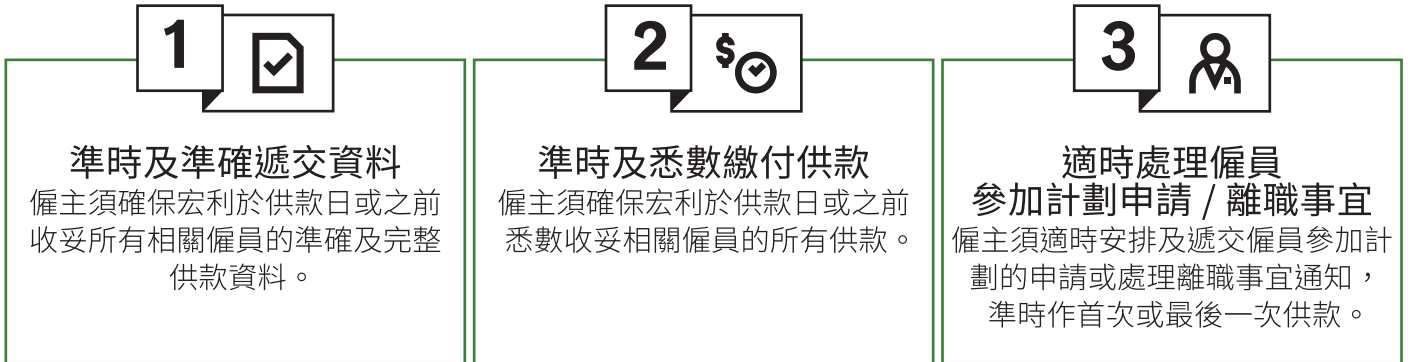 1
準時及準確遞交資料
僱主須確保宏利於供款日或之前
收妥所有相關僱員的準確及完整
供款資料。
2
$
準時及悉數繳付供款
僱主須確保宏利於供款日或之前
悉數收妥相關僱員的所有供款。
3
適時處理僱員
參加計劃申請 / 離職事宜
僱主須適時安排及遞交僱員參加計
劃的申請或處理離職事宜通知，
準時作首次或最後一次供款。